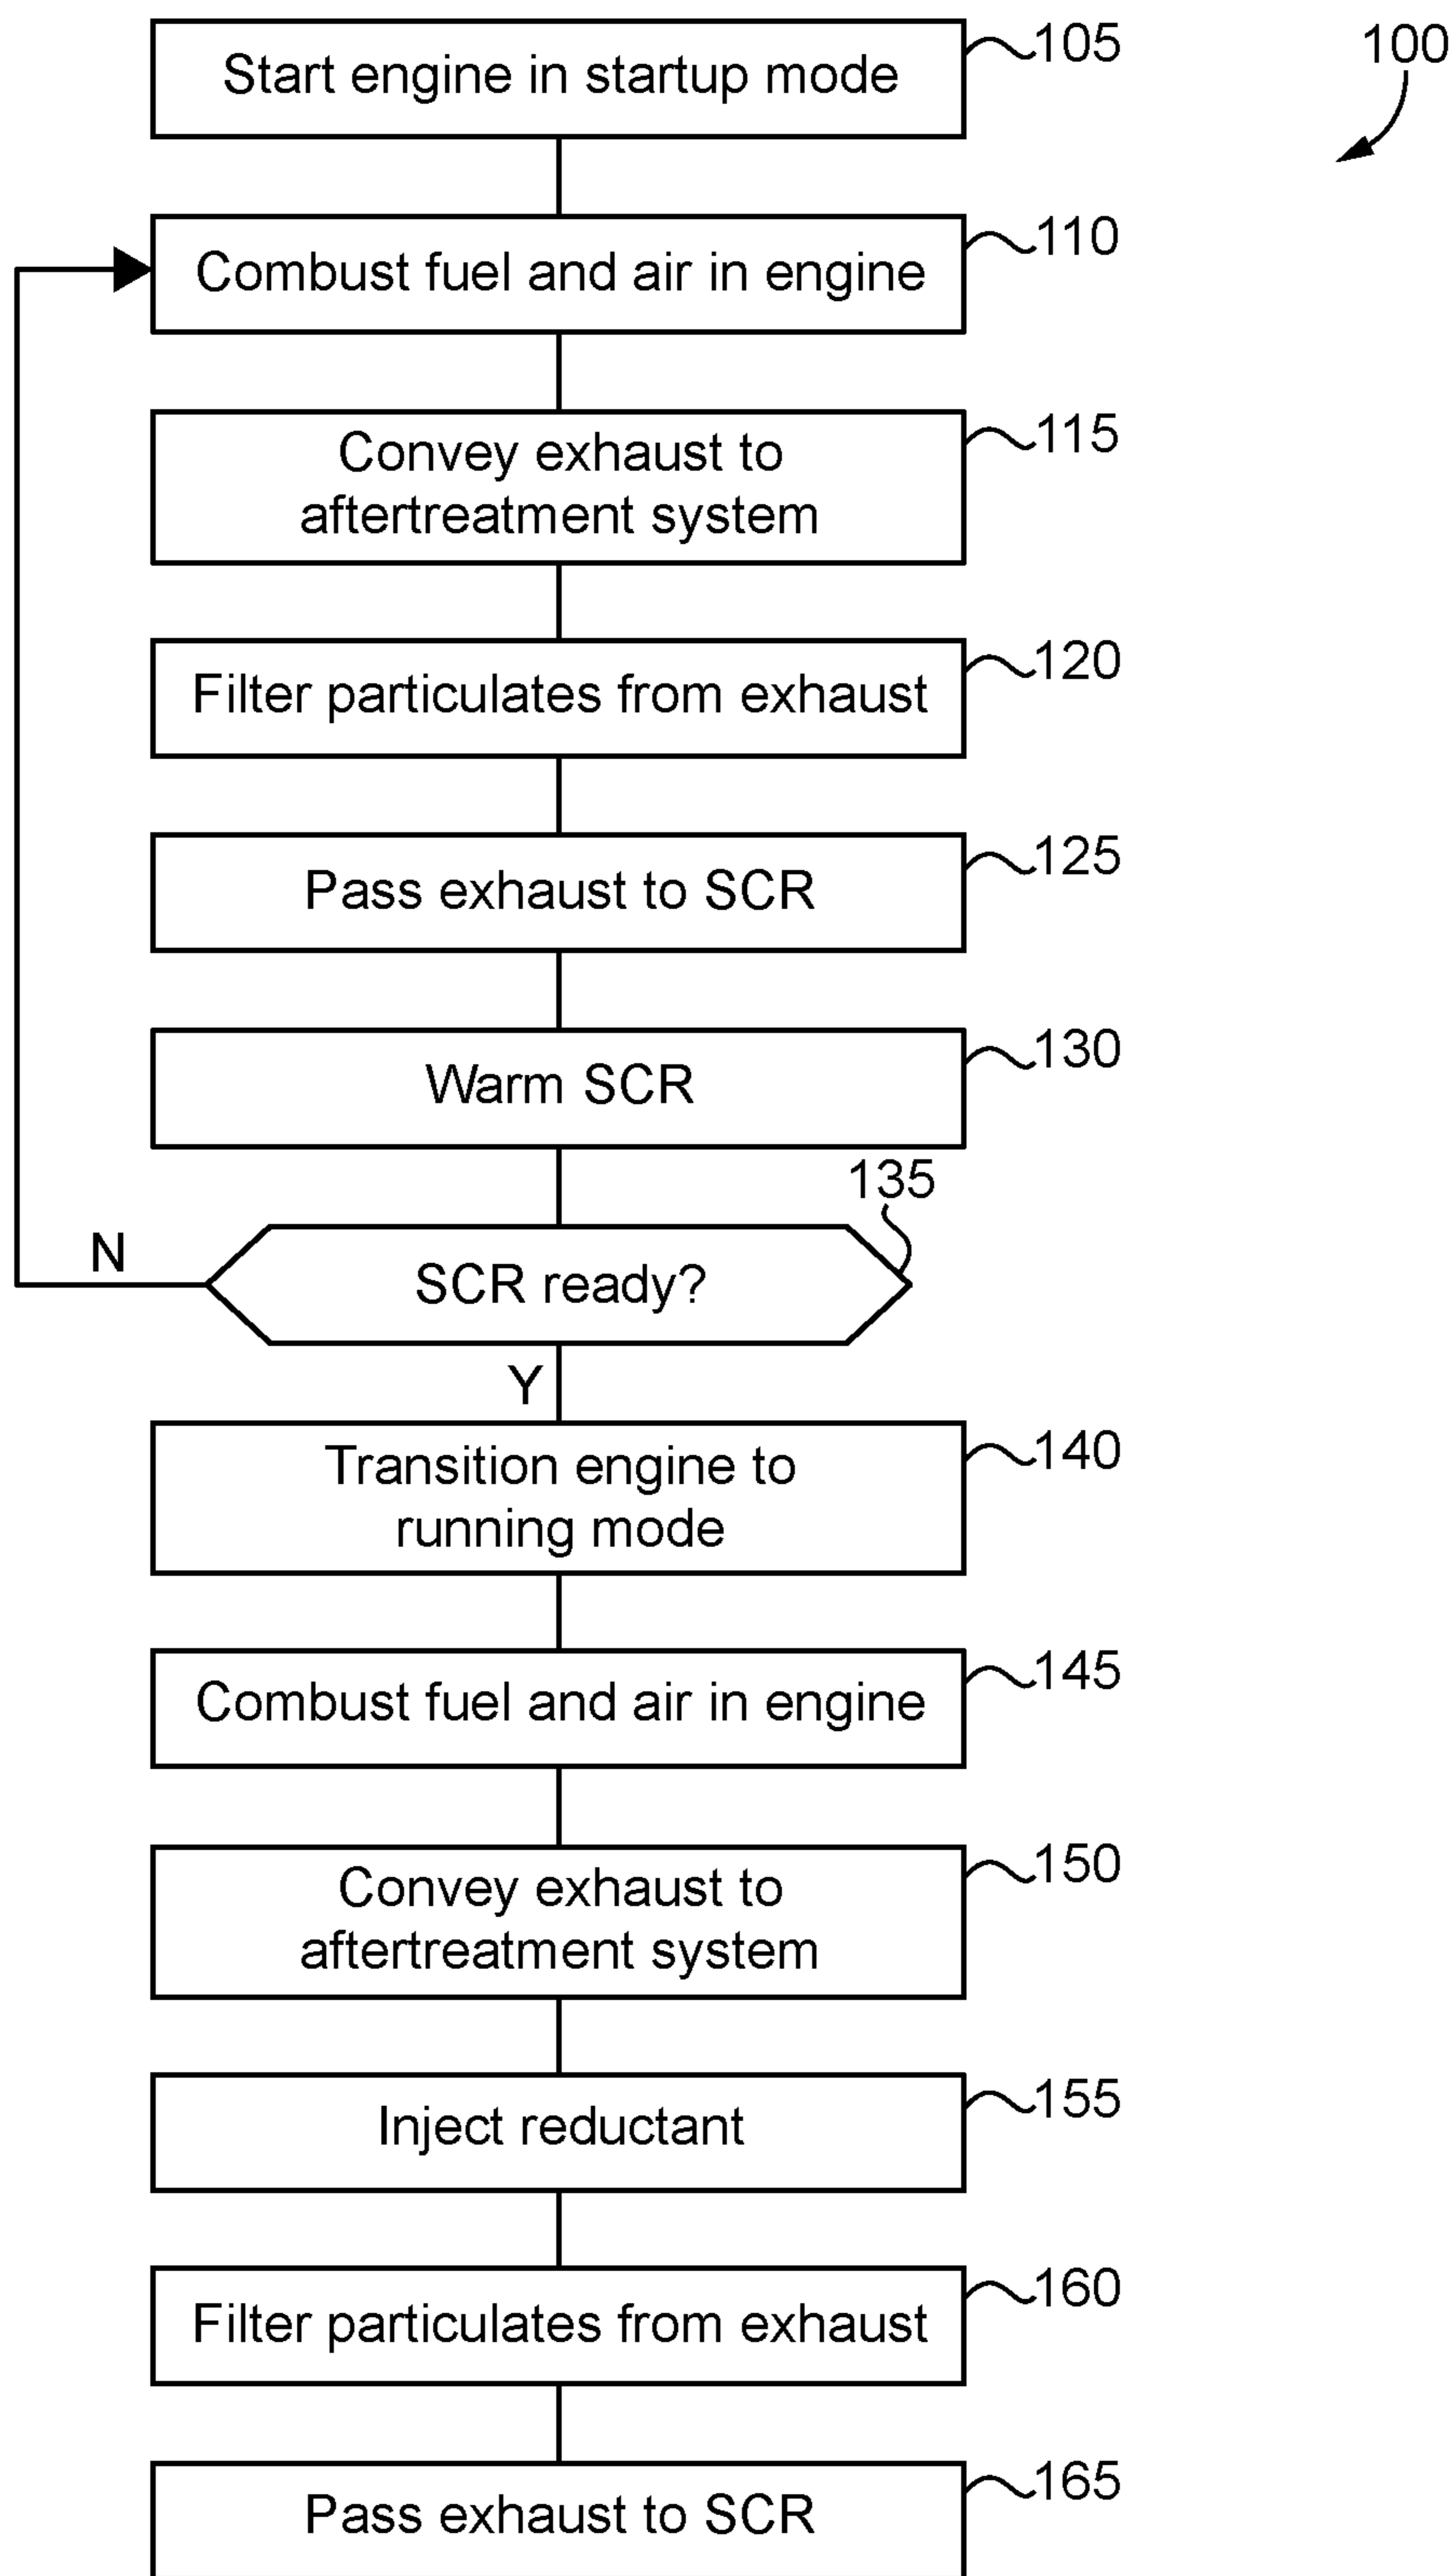 Start engine in startup mode
105
100
Combust fuel and air in engine
110
Convey exhaust to
aftertreatment system
115
Filter particulates from exhaust
120
Pass exhaust to SCR
125
Warm SCR
130
135
N
SCR ready?
Y
Transition engine to
running mode
140
Combust fuel and air in engine
145
Convey exhaust to
aftertreatment system
150
Inject reductant
155
Filter particulates from exhaust
160
Pass exhaust to SCR
165